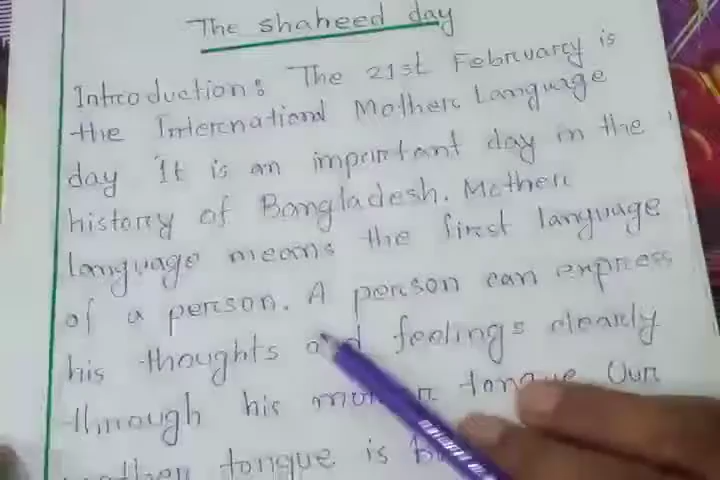 The shaheed day
Introduction: The 21st February is
the International Mother Language
day It is an important day in the
history of Bangladesh. Mother
language means the first language
of a person. A person can express
his thoughts and feelings clearly
through his mother tongue Our
tongue is